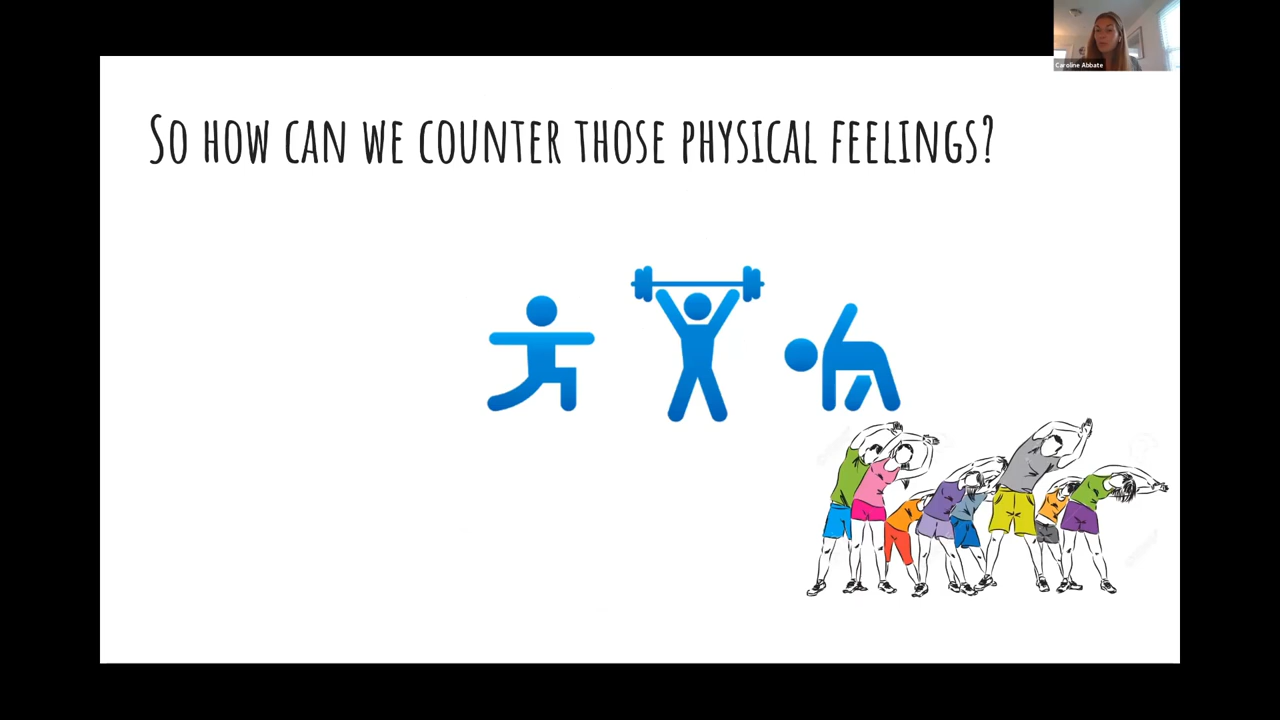 Caroline Abbate
So how can we counter those physical feelings?